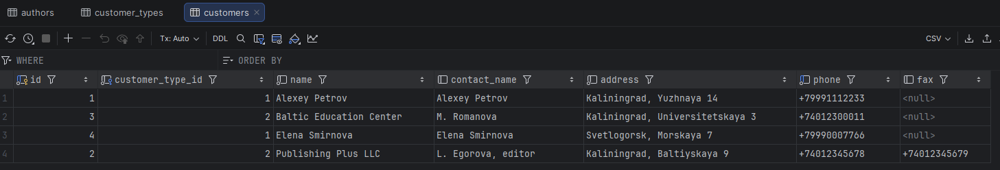 authors customer_types customers
Tx: Auto DDL CSV
WHERE ORDER BY
id customer_type_id name contact_name address phone fax
1 1 1 Alexey Petrov Alexey Petrov Kaliningrad, Yuzhnaya 14 +79991112233 <null>
2 3 2 Baltic Education Center M. Romanova Kaliningrad, Universitetskaya 3 +74012300011 <null>
3 4 1 Elena Smirnova Elena Smirnova Svetlogorsk, Morskaya 7 +79990007766 <null>
4 2 2 Publishing Plus LLC L. Egorova, editor Kaliningrad, Baltiyskaya 9 +74012345678 +74012345679